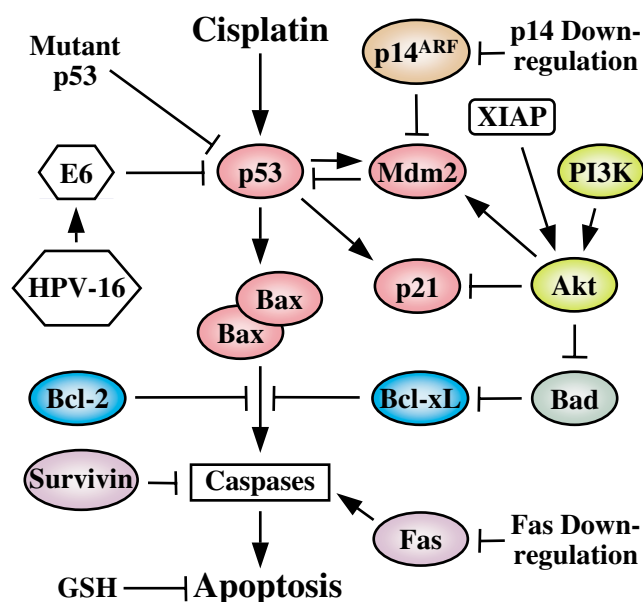 Cisplatin
Mutant
p53
p14ARF
p14 Down-
regulation
XIAP
E6
p53
Mdm2
PI3K
HPV-16
Bax
Bax
p21
Akt
Bcl-2
Bcl-xL
Bad
Survivin
Caspases
Fas
Fas Down-
regulation
GSH
Apoptosis